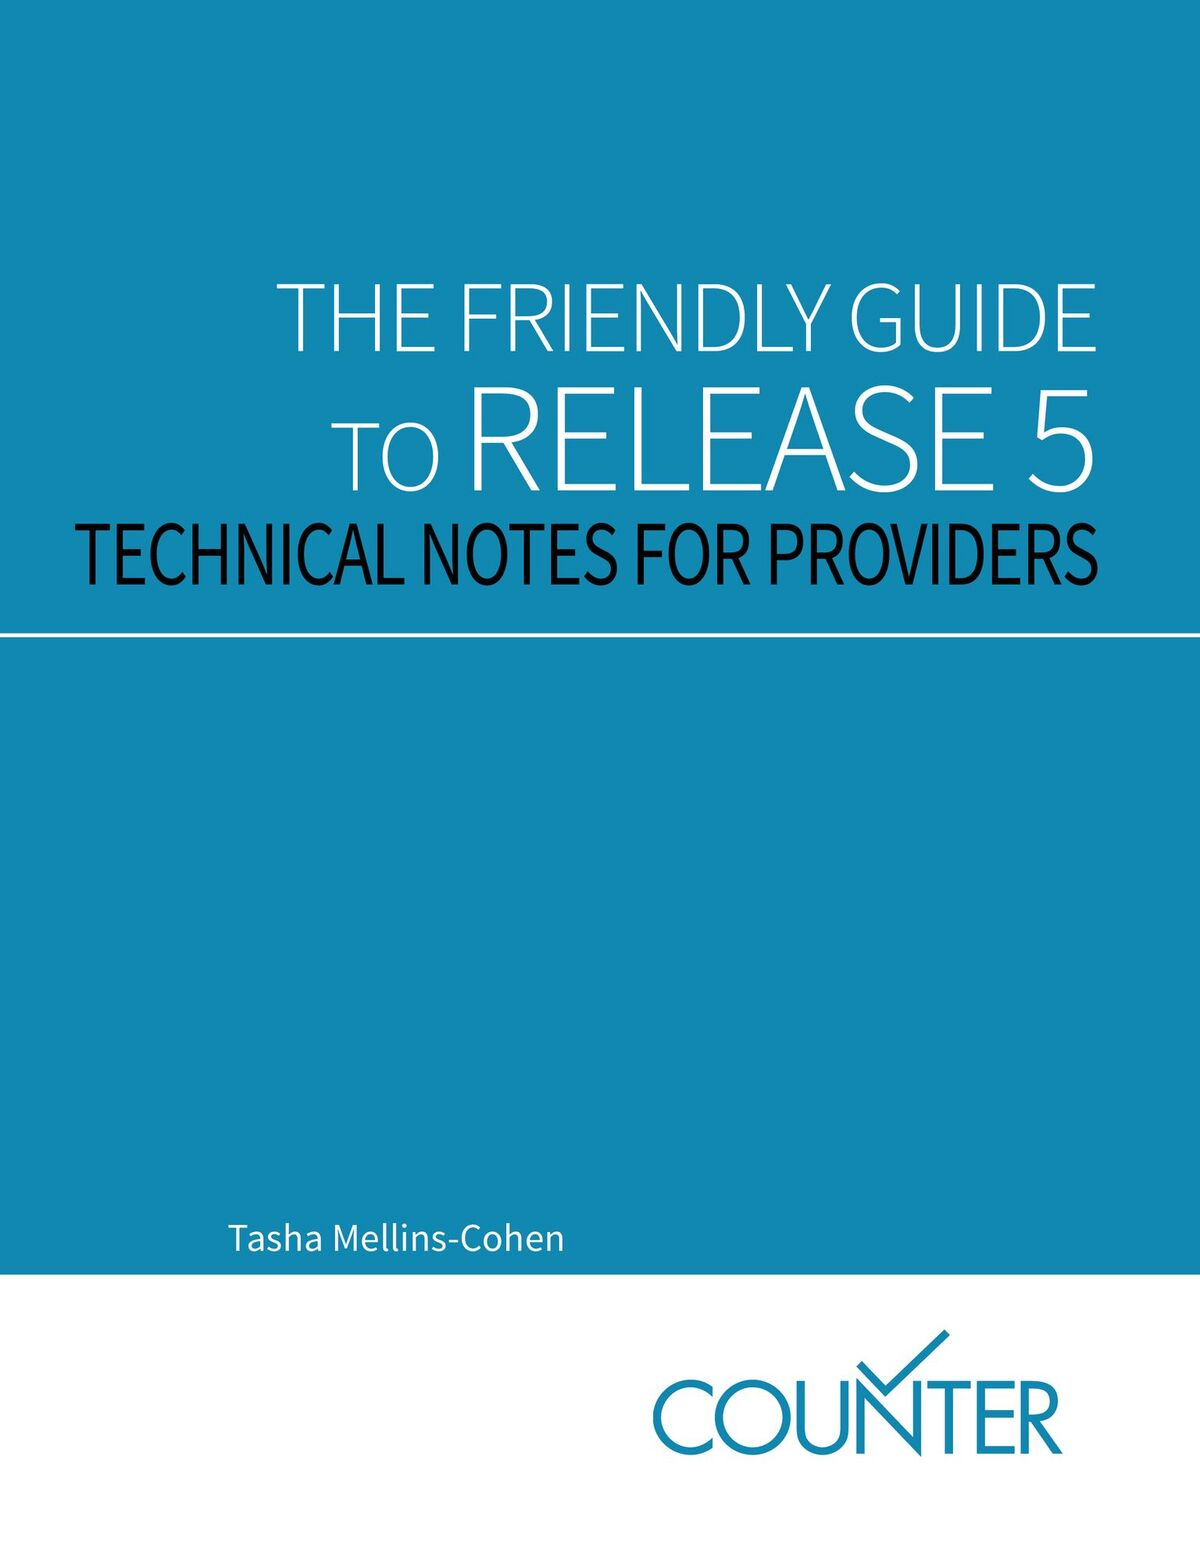 THE FRIENDLY GUIDE
TO RELEASE 5
TECHNICAL NOTES FOR PROVIDERS
Tasha Mellins-Cohen
COUNTER